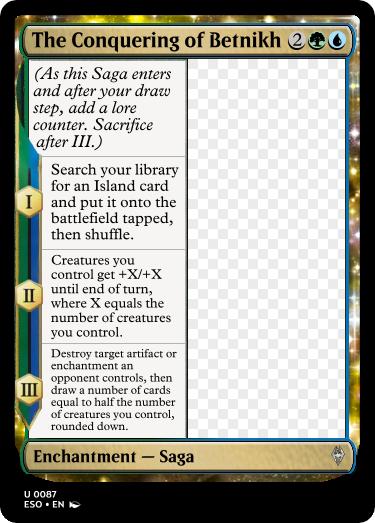 The Conquering of Betnikh 2
(As this Saga enters
and after your draw
step, add a lore
counter. Sacrifice
after III.)
I
Search your library
for an Island card
and put it onto the
battlefield tapped,
then shuffle.
II
Creatures you
control get +X/+X
until end of turn,
where X equals the
number of creatures
you control.
III
Destroy target artifact or
enchantment an
opponent controls, then
draw a number of cards
equal to half the number
of creatures you control,
rounded down.
Enchantment — Saga
U 0087
ESO • EN